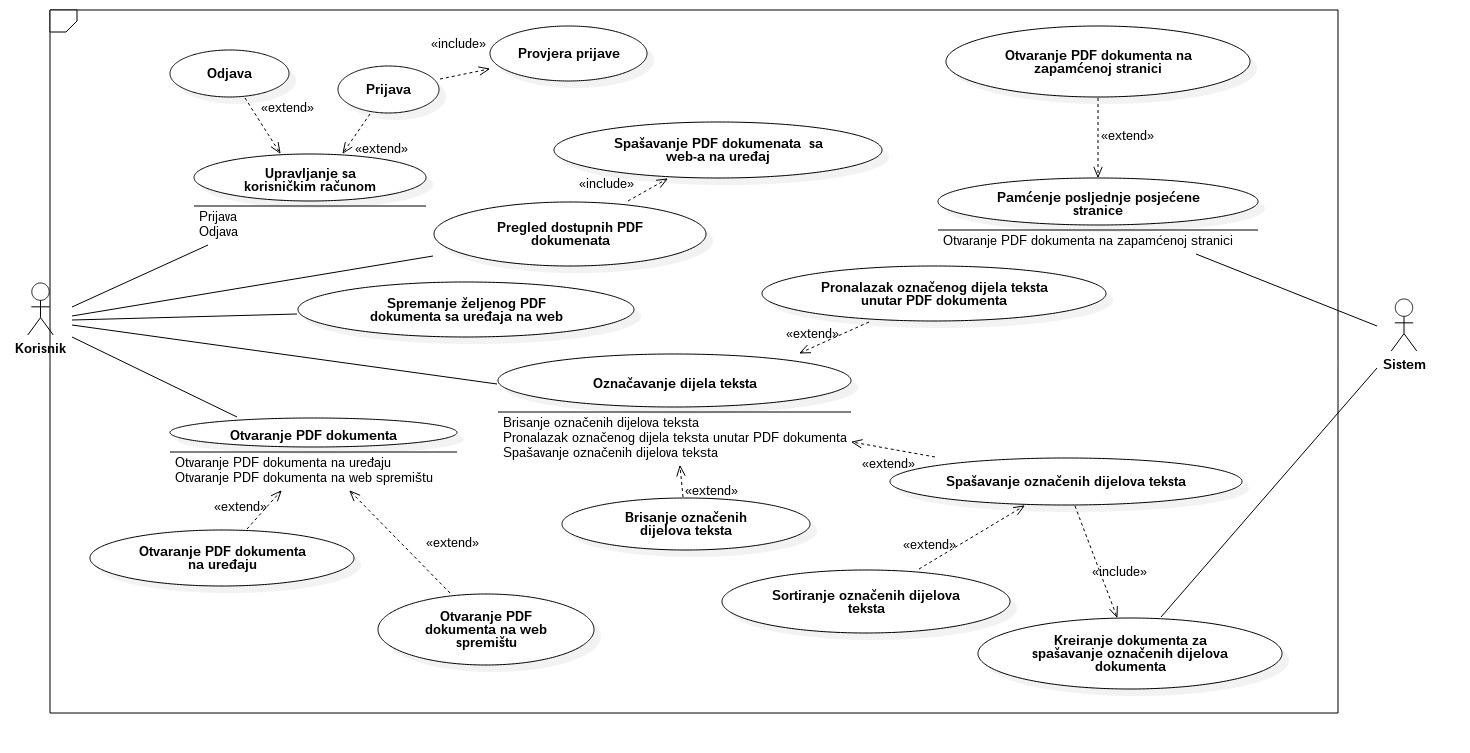 «include»
Provjera prijave
Odjava
Prijava
«extend»
«extend»
Upravljanje sa
korisničkim računom
Prijava
Odjava
Otvaranje PDF dokumenta na
zapamćenoj stranici
«extend»
Pamćenje posljednje posjećene
stranice
Otvaranje PDF dokumenta na zapamćenoj stranici
Spašavanje PDF dokumenata  sa
web-a na uređaj
«include»
Pregled dostupnih PDF
dokumenata
Spremanje željenog PDF
dokumenta sa uređaja na web
Pronalazak označenog dijela teksta
unutar PDF dokumenta
«extend»
Korisnik
Sistem
Označavanje dijela teksta
Brisanje označenih dijelova teksta
Pronalazak označenog dijela teksta unutar PDF dokumenta
Spašavanje označenih dijelova teksta
Otvaranje PDF dokumenta
Otvaranje PDF dokumenta na uređaju
Otvaranje PDF dokumenta na web spremištu
«extend»
«extend»
«extend»
«extend»
Spašavanje označenih dijelova teksta
Brisanje označenih
dijelova teksta
Otvaranje PDF dokumenta
na uređaju
«extend»
«include»
Sortiranje označenih dijelova
teksta
Otvaranje PDF
dokumenta na web
spremištu
Kreiranje dokumenta za
spašavanje označenih dijelova
dokumenta